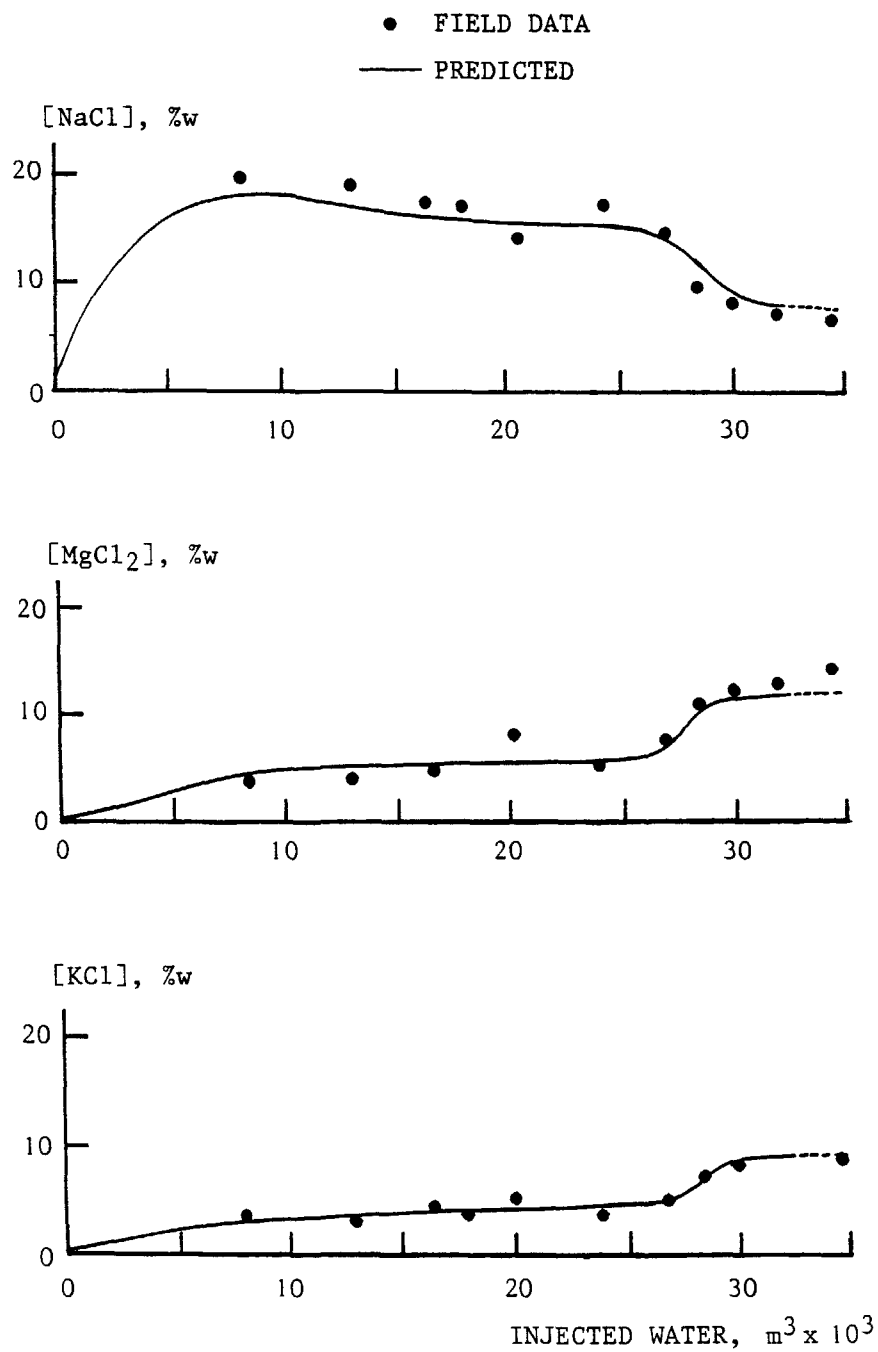 FIELD DATA
PREDICTED
[NaCl], %w
20
10
0
0 10 20 30
[MgCl2], %w
20
10
0
0 10 20 30
[KCl], %w
20
10
0
0 10 20 30
INJECTED WATER, m³ x 10³